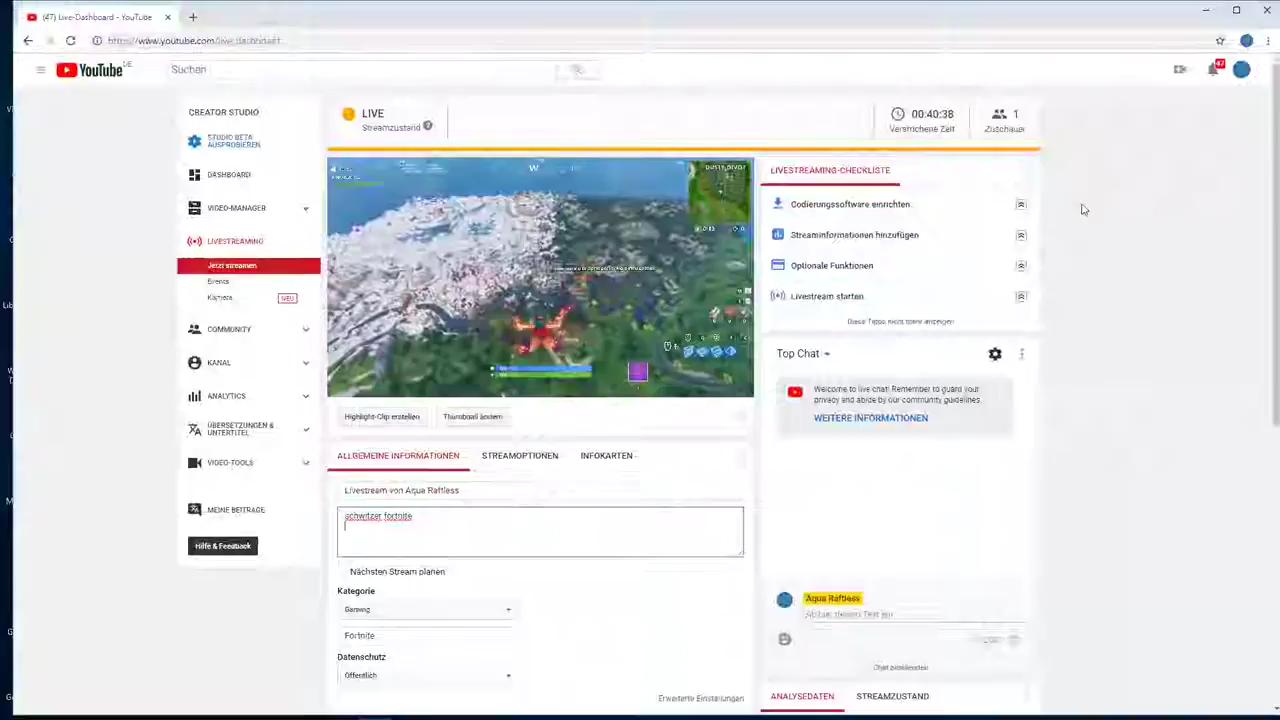 (47) Live-Dashboard - YouTube
https://www.youtube.com/live_dashboard
YouTube DE
Suchen
47
CREATOR STUDIO
STUDIO BETA
AUSPROBIEREN
DASHBOARD
VIDEO-MANAGER
LIVESTREAMING
Jetzt streamen
Events
Kamera
NEU
COMMUNITY
KANAL
ANALYTICS
ÜBERSETZUNGEN &
UNTERTITEL
VIDEO-TOOLS
MEINE BEITRÄGE
Hilfe & Feedback
LIVE
Streamzustand
00:40:38
Verstrichene Zeit
1
Zuschauer
W
DUSTY DIVOT
Highlight-Clip erstellen
Thumbnail ändern
ALLGEMEINE INFORMATIONEN
STREAMOPTIONEN
INFOKARTEN
Livestream von Aqua Raftless
schwitzer fortnite
Nächsten Stream planen
Kategorie
Gaming
Fortnite
Datenschutz
Öffentlich
Erweiterte Einstellungen
LIVESTREAMING-CHECKLISTE
Codierungssoftware einrichten
Streaminformationen hinzufügen
Optionale Funktionen
Livestream starten
Diese Tipps nicht mehr anzeigen
Top Chat
Welcome to live chat! Remember to guard your
privacy and abide by our community guidelines.
WEITERE INFORMATIONEN
Aqua Raftless
Chat ausblenden
ANALYSEDATEN
STREAMZUSTAND